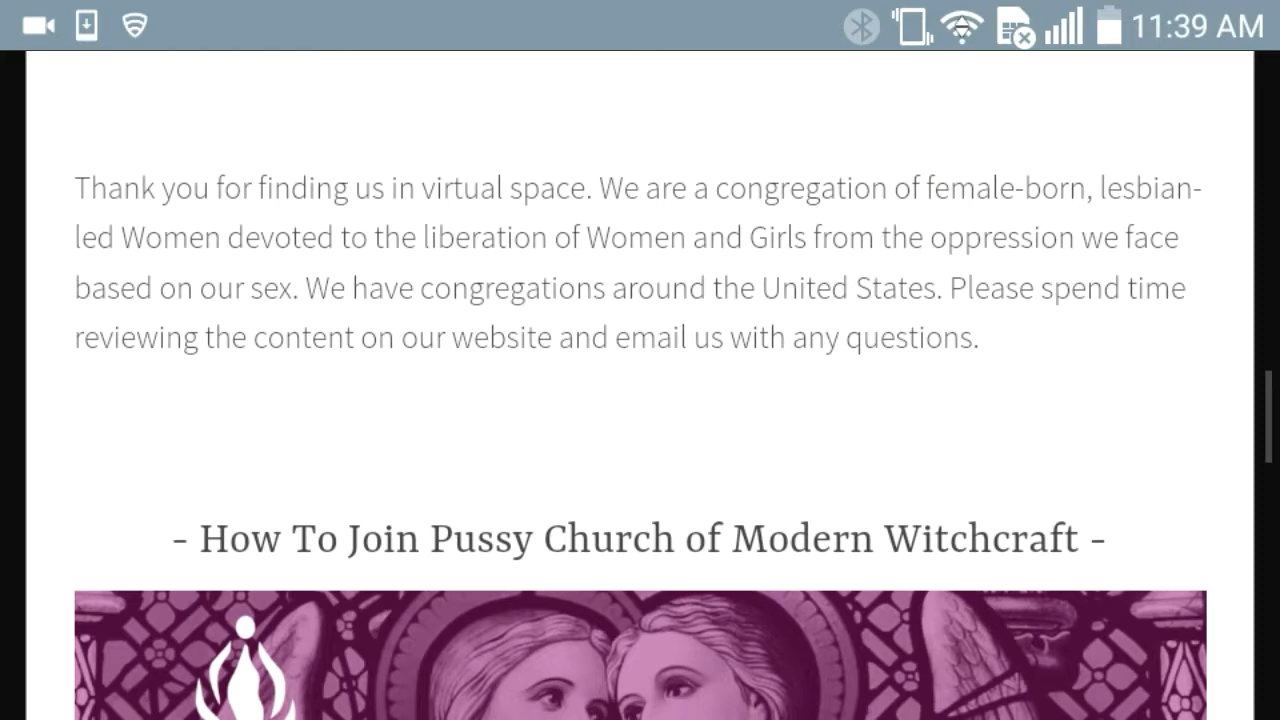 11:39 AM
Thank you for finding us in virtual space. We are a congregation of female-born, lesbian-
led Women devoted to the liberation of Women and Girls from the oppression we face
based on our sex. We have congregations around the United States. Please spend time
reviewing the content on our website and email us with any questions.
- How To Join Pussy Church of Modern Witchcraft -